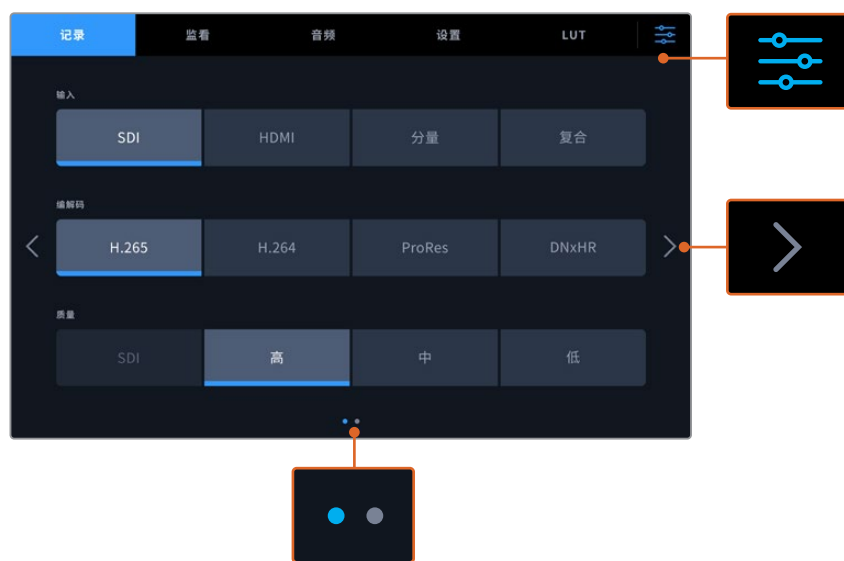 记录 监看 音频 设置 LUT
输入
SDI HDMI 分量 复合
编解码
H.265 H.264 ProRes DNxHR
质量
SDI 高 中 低